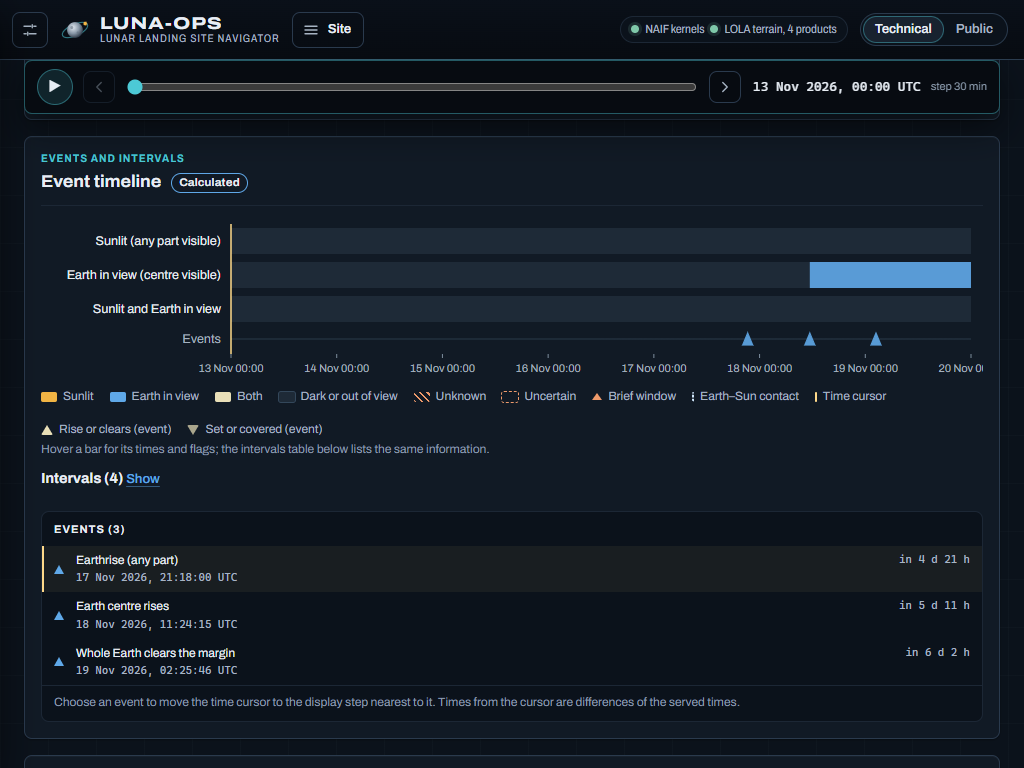 LUNA-OPS
LUNAR LANDING SITE NAVIGATOR
Site
NAIF kernels LOLA terrain, 4 products
Technical Public
13 Nov 2026, 00:00 UTC step 30 min
EVENTS AND INTERVALS
Event timeline Calculated
Sunlit (any part visible)
Earth in view (centre visible)
Sunlit and Earth in view
Events
13 Nov 00:00 14 Nov 00:00 15 Nov 00:00 16 Nov 00:00 17 Nov 00:00 18 Nov 00:00 19 Nov 00:00 20 Nov 0
Sunlit Earth in view Both Dark or out of view Unknown Uncertain Brief window Earth–Sun contact Time cursor
Rise or clears (event) Set or covered (event)
Hover a bar for its times and flags; the intervals table below lists the same information.
Intervals (4) Show
EVENTS (3)
Earthrise (any part) in 4 d 21 h
17 Nov 2026, 21:18:00 UTC
Earth centre rises in 5 d 11 h
18 Nov 2026, 11:24:15 UTC
Whole Earth clears the margin in 6 d 2 h
19 Nov 2026, 02:25:46 UTC
Choose an event to move the time cursor to the display step nearest to it. Times from the cursor are differences of the served times.